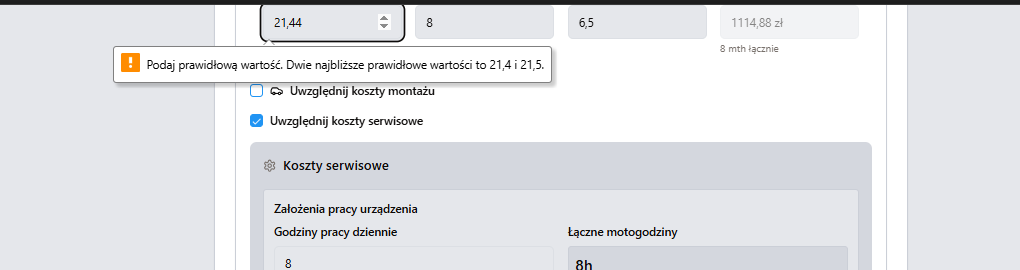 21,44
8
6,5
1114,88 zł
8 mth łącznie
Podaj prawidłową wartość. Dwie najbliższe prawidłowe wartości to 21,4 i 21,5.
Uwzględnij koszty montażu
Uwzględnij koszty serwisowe
Koszty serwisowe
Założenia pracy urządzenia
Godziny pracy dziennie
Łączne motogodziny
8
8h